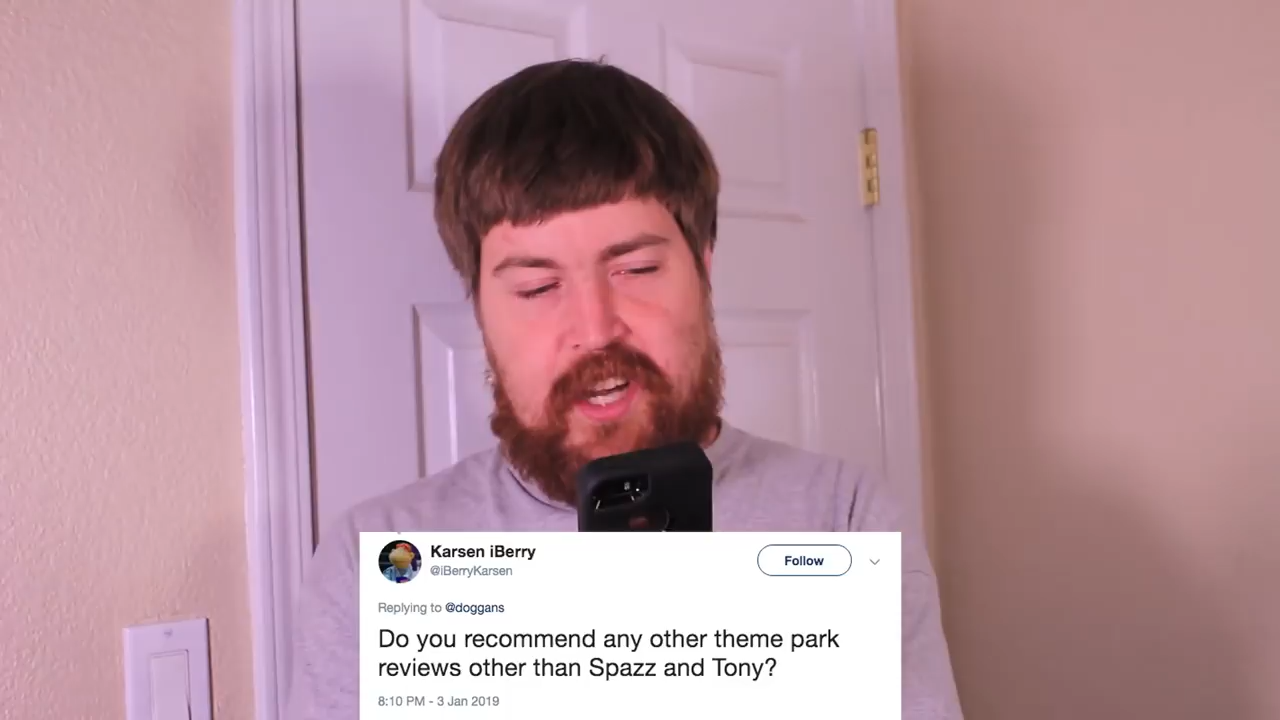 Karsen iBerry
@iBerryKarsen
Follow
Replying to @doggans
Do you recommend any other theme park
reviews other than Spazz and Tony?
8:10 PM - 3 Jan 2019